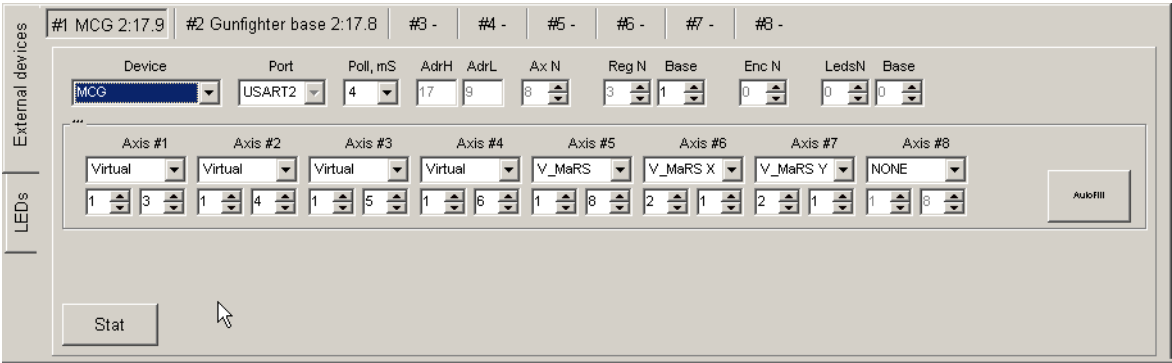 External devices
LEDs
#1 MCG 2:17.9 #2 Gunfighter base 2:17.8 #3 - #4 - #5 - #6 - #7 - #8 -
Device Port Poll, mS AdrH AdrL Ax N Reg N Base Enc N LedsN Base
MCG USART2 4 17 9 8 3 1 0 0 0
...
Axis #1 Axis #2 Axis #3 Axis #4 Axis #5 Axis #6 Axis #7 Axis #8
Virtual Virtual Virtual Virtual V_MaRS V_MaRS X V_MaRS Y NONE
1 3 1 4 1 5 1 6 1 8 2 1 2 1 1 8
AutoFill
Stat